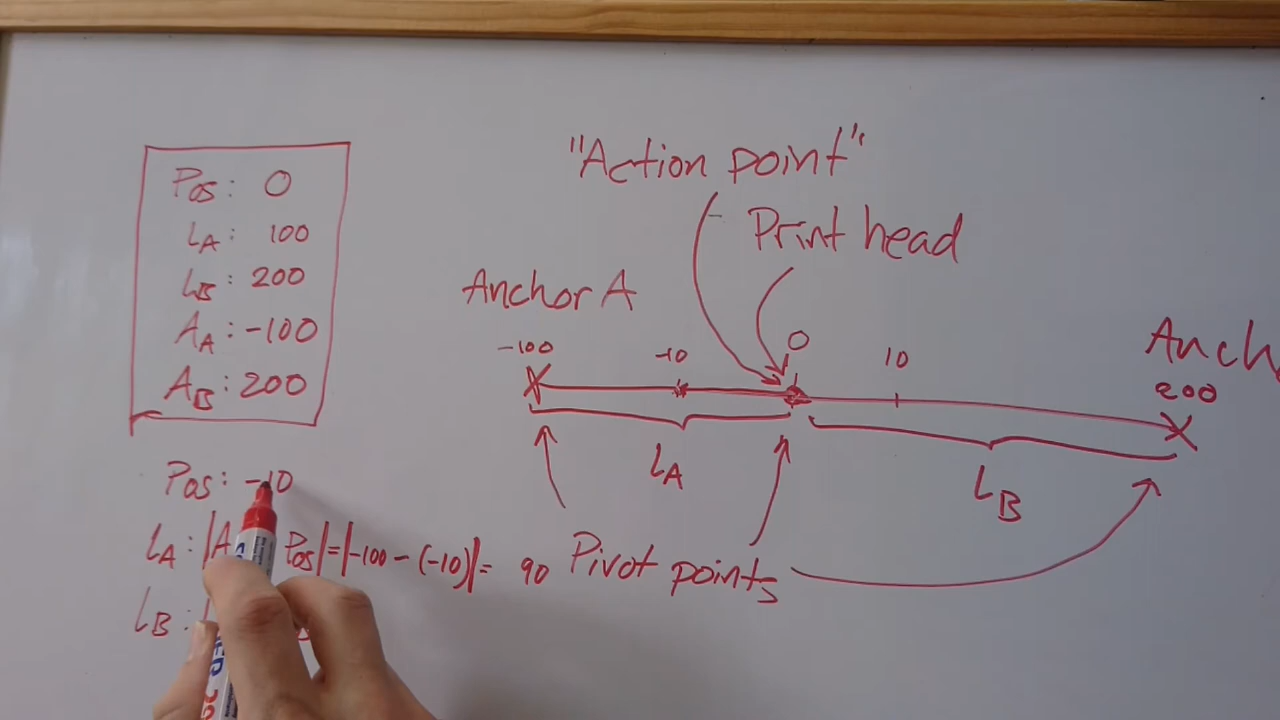 Pos: 0
LA: 100
LB: 200
AA: -100
AB: 200
Pos: -10
LA: |A Pos| = |-100 - (-10)| = 90
LB: |
"Action point"
Print head
Anchor A
-100
-10
0
10
Anch
200
LA
LB
Pivot points